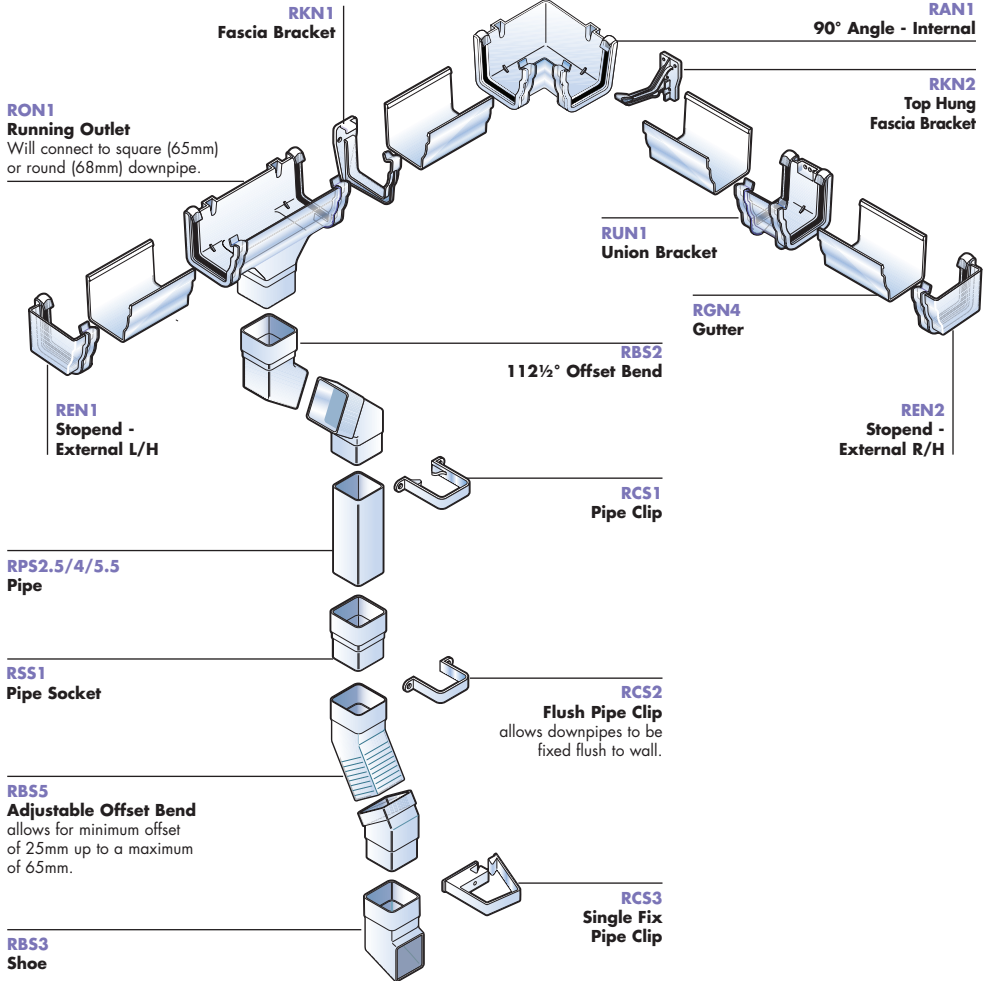 RKN1
Fascia Bracket
RAN1
90° Angle - Internal
RON1
Running Outlet
Will connect to square (65mm)
or round (68mm) downpipe.
RKN2
Top Hung
Fascia Bracket
RUN1
Union Bracket
RGN4
Gutter
RBS2
112½° Offset Bend
REN1
Stopend -
External L/H
REN2
Stopend -
External R/H
RCS1
Pipe Clip
RPS2.5/4/5.5
Pipe
RSS1
Pipe Socket
RCS2
Flush Pipe Clip
allows downpipes to be
fixed flush to wall.
RBS5
Adjustable Offset Bend
allows for minimum offset
of 25mm up to a maximum
of 65mm.
RCS3
Single Fix
Pipe Clip
RBS3
Shoe